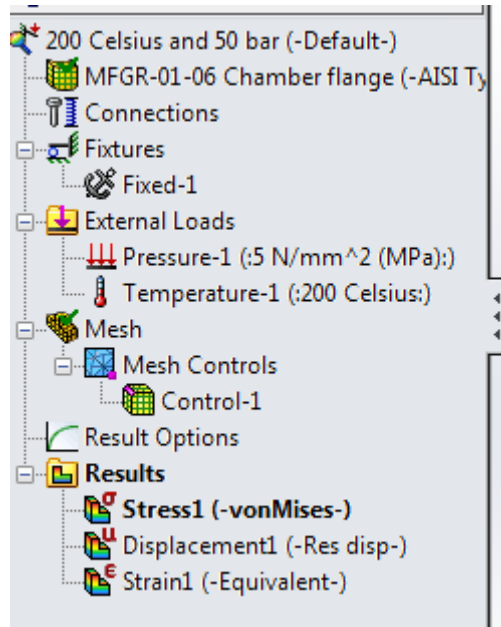 200 Celsius and 50 bar (-Default-)
MFGR-01-06 Chamber flange (-AISI Ty
Connections
Fixtures
Fixed-1
External Loads
Pressure-1 (:5 N/mm^2 (MPa):)
Temperature-1 (:200 Celsius:)
Mesh
Mesh Controls
Control-1
Result Options
Results
Stress1 (-vonMises-)
Displacement1 (-Res disp-)
Strain1 (-Equivalent-)